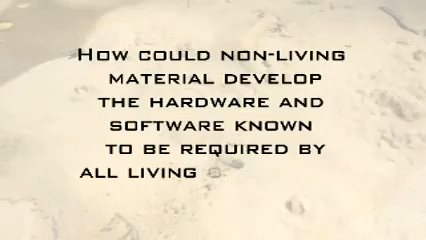 How could non-living
material develop
the hardware and
software known
to be required by
all living